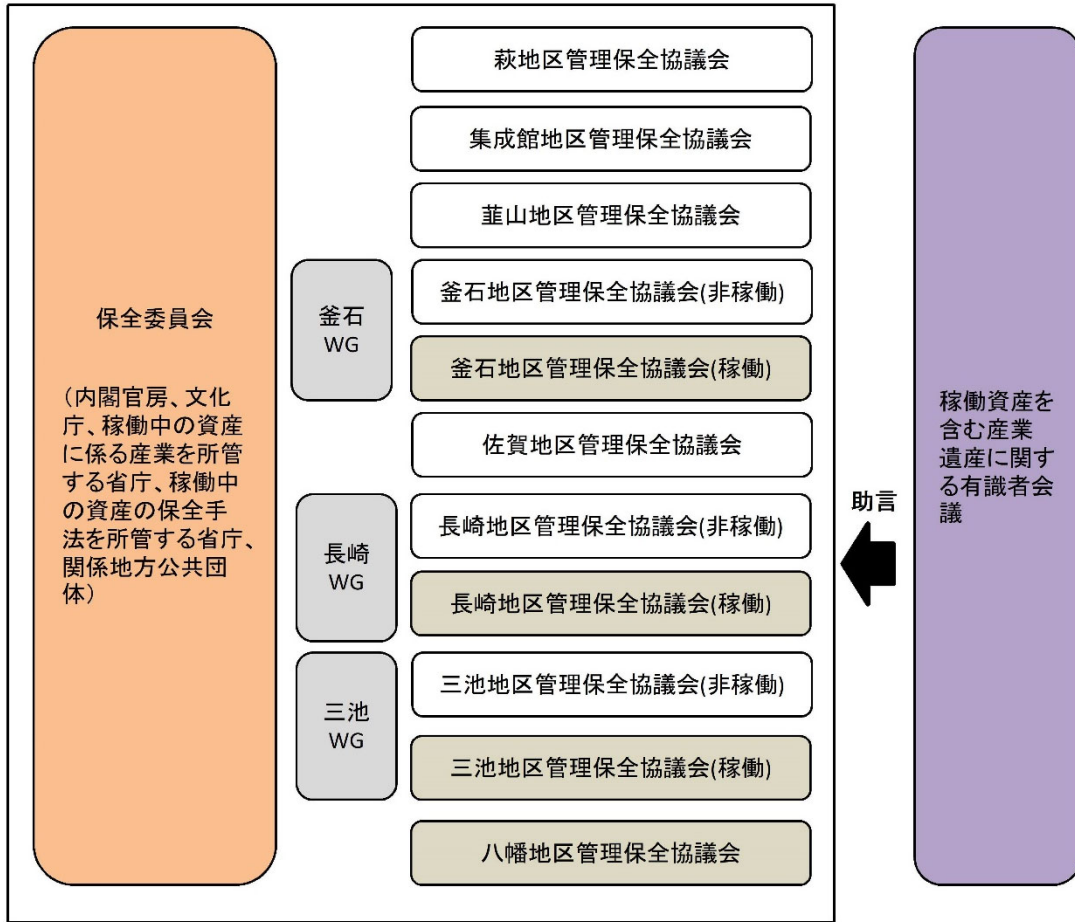 保全委員会
（内閣官房、文化
庁、稼働中の資産
に係る産業を所管
する省庁、稼働中
の資産の保全手
法を所管する省庁、
関係地方公共団
体）
萩地区管理保全協議会
集成館地区管理保全協議会
韮山地区管理保全協議会
釜石
WG
釜石地区管理保全協議会(非稼働)
釜石地区管理保全協議会(稼働)
佐賀地区管理保全協議会
長崎
WG
長崎地区管理保全協議会(非稼働)
長崎地区管理保全協議会(稼働)
三池
WG
三池地区管理保全協議会(非稼働)
三池地区管理保全協議会(稼働)
八幡地区管理保全協議会
助言
稼働資産を
含む産業
遺産に関す
る有識者会
議